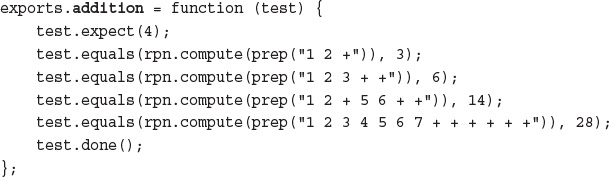 exports.addition = function (test) {
    test.expect(4);
    test.equals(rpn.compute(prep("1 2 +")), 3);
    test.equals(rpn.compute(prep("1 2 3 + +")), 6);
    test.equals(rpn.compute(prep("1 2 + 5 6 + +")), 14);
    test.equals(rpn.compute(prep("1 2 3 4 5 6 7 + + + + + +")), 28);
    test.done();
};